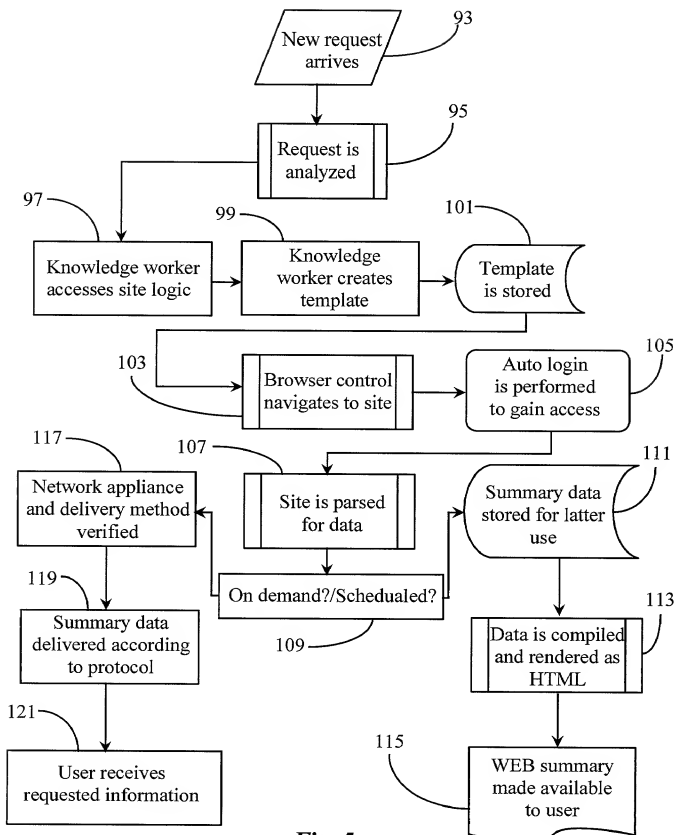 New request
arrives
93
Request is
analyzed
95
97
Knowledge worker
accesses site logic
99
Knowledge
worker creates
template
101
Template
is stored
103
Browser control
navigates to site
Auto login
is performed
to gain access
105
117
Network appliance
and delivery method
verified
107
Site is parsed
for data
Summary data
stored for latter
use
111
On demand?/Schedualed?
109
119
Summary data
delivered according
to protocol
Data is compiled
and rendered as
HTML
113
121
User receives
requested information
115
WEB summary
made available
to user